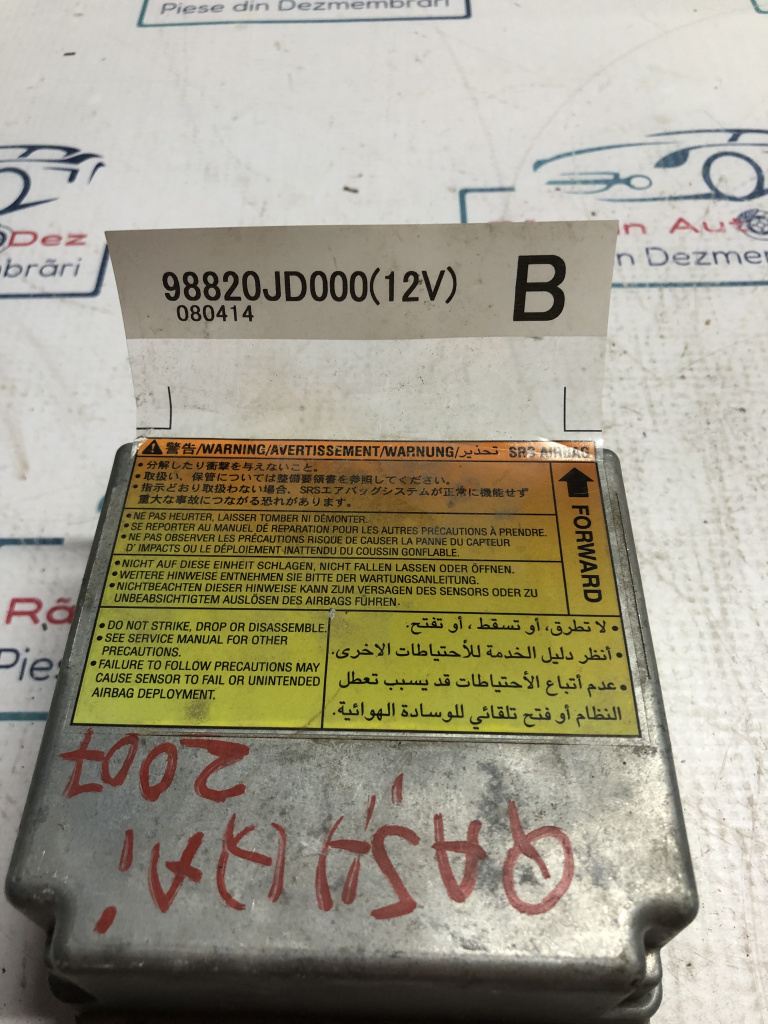 Piese din Dezmembrări
Dez
mbrări
Au
in Dezmem
98820JD000(12V) B
080414
警告/WARNING/AVERTISSEMENT/WARNUNG/تحذير SRS AIRBAG
• 分解したり衝撃を与えないこと。
• 取扱い、保管については整備要領書を参照してください。
• 指示どおり取扱わない場合、SRSエアバッグシステムが正常に機能せず
重大な事故につながる恐れがあります。
• NE PAS HEURTER, LAISSER TOMBER NI DÉMONTER.
• SE REPORTER AU MANUEL DE RÉPARATION POUR LES AUTRES PRÉCAUTIONS À PRENDRE.
• NE PAS OBSERVER LES PRÉCAUTIONS RISQUE DE CAUSER LA PANNE DU CAPTEUR
D' IMPACTS OU LE DÉPLOIEMENT INATTENDU DU COUSSIN GONFLABLE.
• NICHT AUF DIESE EINHEIT SCHLAGEN, NICHT FALLEN LASSEN ODER ÖFFNEN.
• WEITERE HINWEISE ENTNEHMEN SIE BITTE DER WARTUNGSANLEITUNG.
• NICHTBEACHTEN DIESER HINWEISE KANN ZUM VERSAGEN DES SENSORS ODER ZU
UNBEABSICHTIGTEM AUSLÖSEN DES AIRBAGS FÜHREN.
FORWARD
• DO NOT STRIKE, DROP OR DISASSEMBLE.
• SEE SERVICE MANUAL FOR OTHER
PRECAUTIONS.
• FAILURE TO FOLLOW PRECAUTIONS MAY
CAUSE SENSOR TO FAIL OR UNINTENDED
AIRBAG DEPLOYMENT.
• لا تطرق، أو تسقط ، أو تفتح.
• أنظر دليل الخدمة للأحتياطات الاخرى.
• عدم أتباع الأحتياطات قد يسبب تعطل
النظام أو فتح تلقائي للوسادة الهوائية.
R
Pies
QASHQAI
2007